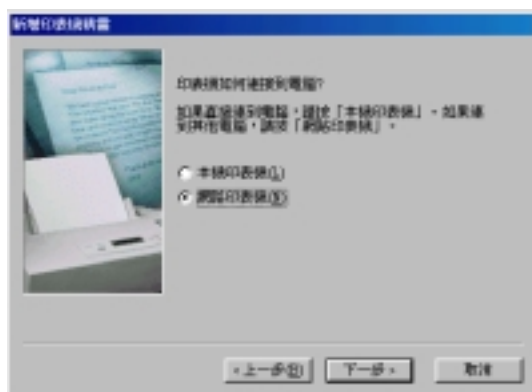 新增印表機精靈
印表機如何連接到電腦?
如果直接連到電腦,請按「本機印表機」。如果連
到其他電腦,請按「網路印表機」。
本機印表機(L)
網路印表機(N)
<上一步(B)
下一步>
取消